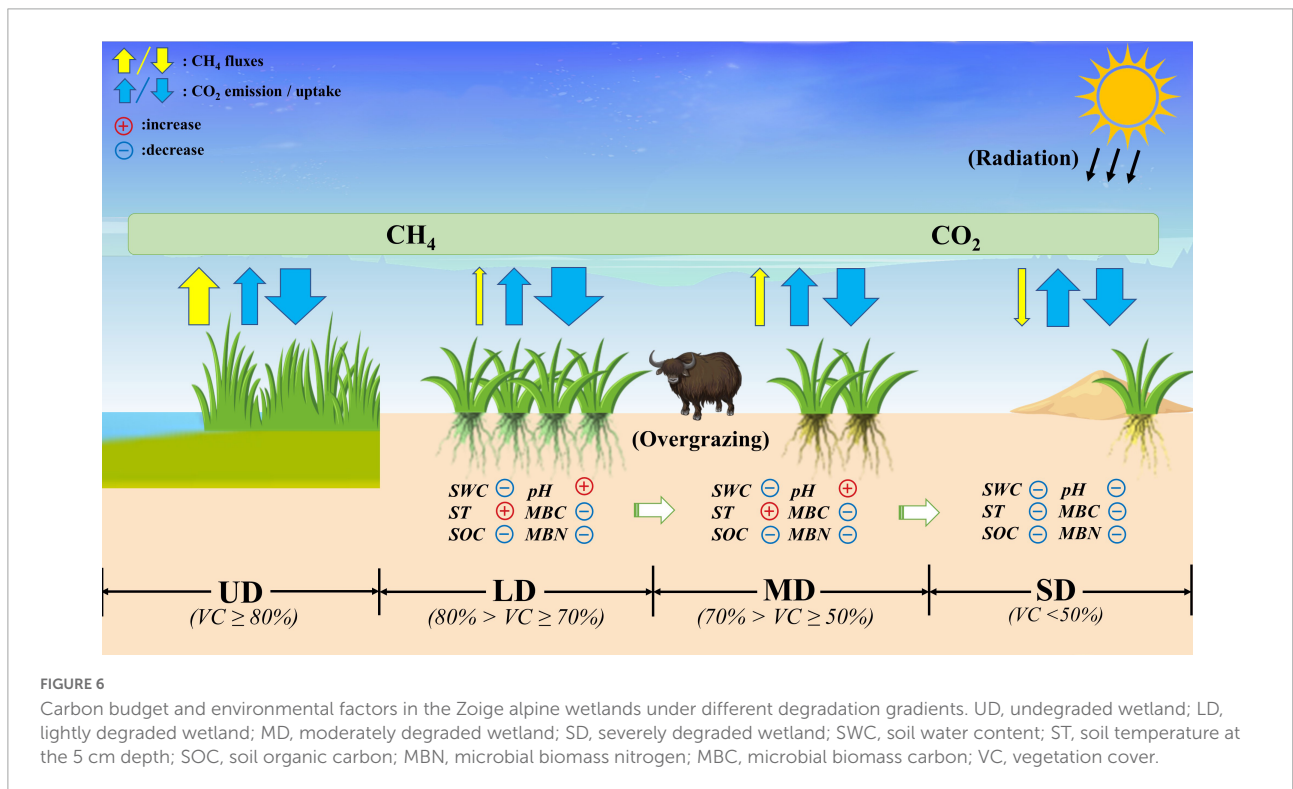 : CH₄ fluxes
: CO₂ emission / uptake
:increase
:decrease
(Radiation)
CH₄ CO₂
(Overgrazing)
SWC − pH +
ST + MBC −
SOC − MBN −
SWC − pH +
ST + MBC −
SOC − MBN −
SWC − pH −
ST − MBC −
SOC − MBN −
UD
(VC ≥ 80%)
LD
(80% > VC ≥ 70%)
MD
(70% > VC ≥ 50%)
SD
(VC <50%)
FIGURE 6
Carbon budget and environmental factors in the Zoige alpine wetlands under different degradation gradients. UD, undegraded wetland; LD,
lightly degraded wetland; MD, moderately degraded wetland; SD, severely degraded wetland; SWC, soil water content; ST, soil temperature at
the 5 cm depth; SOC, soil organic carbon; MBN, microbial biomass nitrogen; MBC, microbial biomass carbon; VC, vegetation cover.